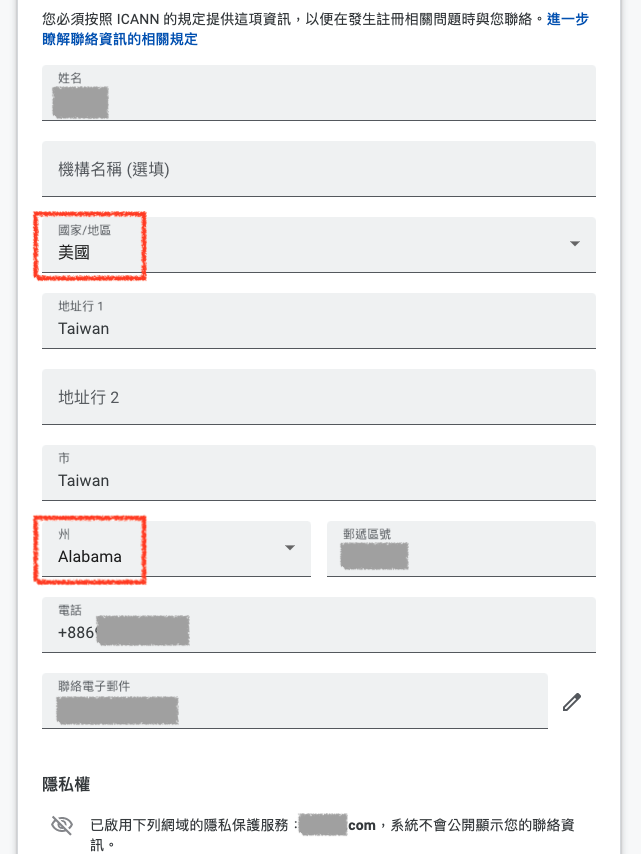 您必須按照 ICANN 的規定提供這項資訊，以便在發生註冊相關問題時與您聯絡。進一步
瞭解聯絡資訊的相關規定
姓名
機構名稱 (選填)
國家/地區
美國
地址行 1
Taiwan
地址行 2
市
Taiwan
州
Alabama
郵遞區號
電話
+886
聯絡電子郵件
隱私權
已啟用下列網域的隱私保護服務：com，系統不會公開顯示您的聯絡資
訊。